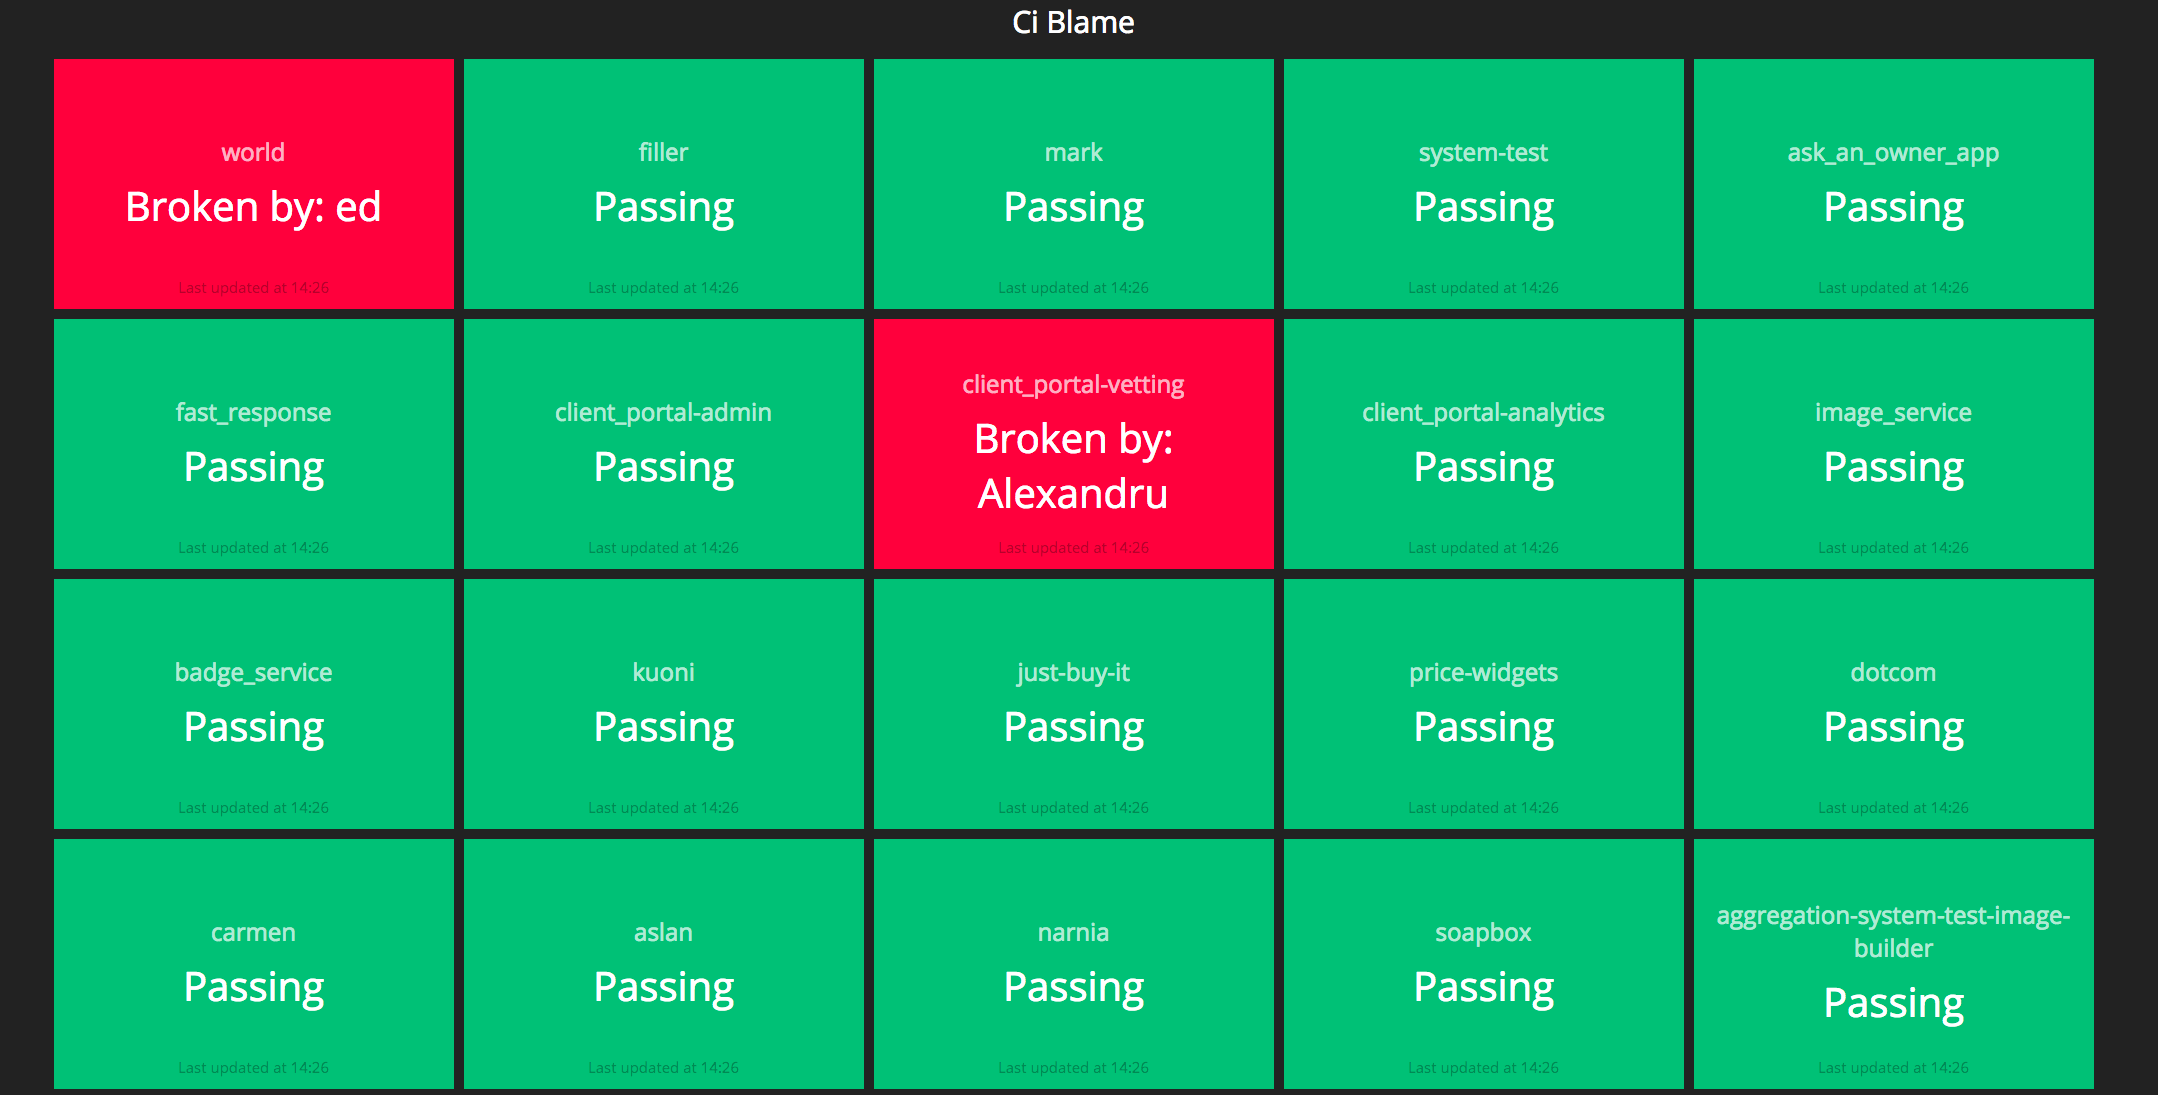 Ci Blame
world
Broken by: ed
Last updated at 14:26
filler
Passing
Last updated at 14:26
mark
Passing
Last updated at 14:26
system-test
Passing
Last updated at 14:26
ask_an_owner_app
Passing
Last updated at 14:26
fast_response
Passing
Last updated at 14:26
client_portal-admin
Passing
Last updated at 14:26
client_portal-vetting
Broken by:
Alexandru
Last updated at 14:26
client_portal-analytics
Passing
Last updated at 14:26
image_service
Passing
Last updated at 14:26
badge_service
Passing
Last updated at 14:26
kuoni
Passing
Last updated at 14:26
just-buy-it
Passing
Last updated at 14:26
price-widgets
Passing
Last updated at 14:26
dotcom
Passing
Last updated at 14:26
carmen
Passing
Last updated at 14:26
aslan
Passing
Last updated at 14:26
narnia
Passing
Last updated at 14:26
soapbox
Passing
Last updated at 14:26
aggregation-system-test-image-
builder
Passing
Last updated at 14:26